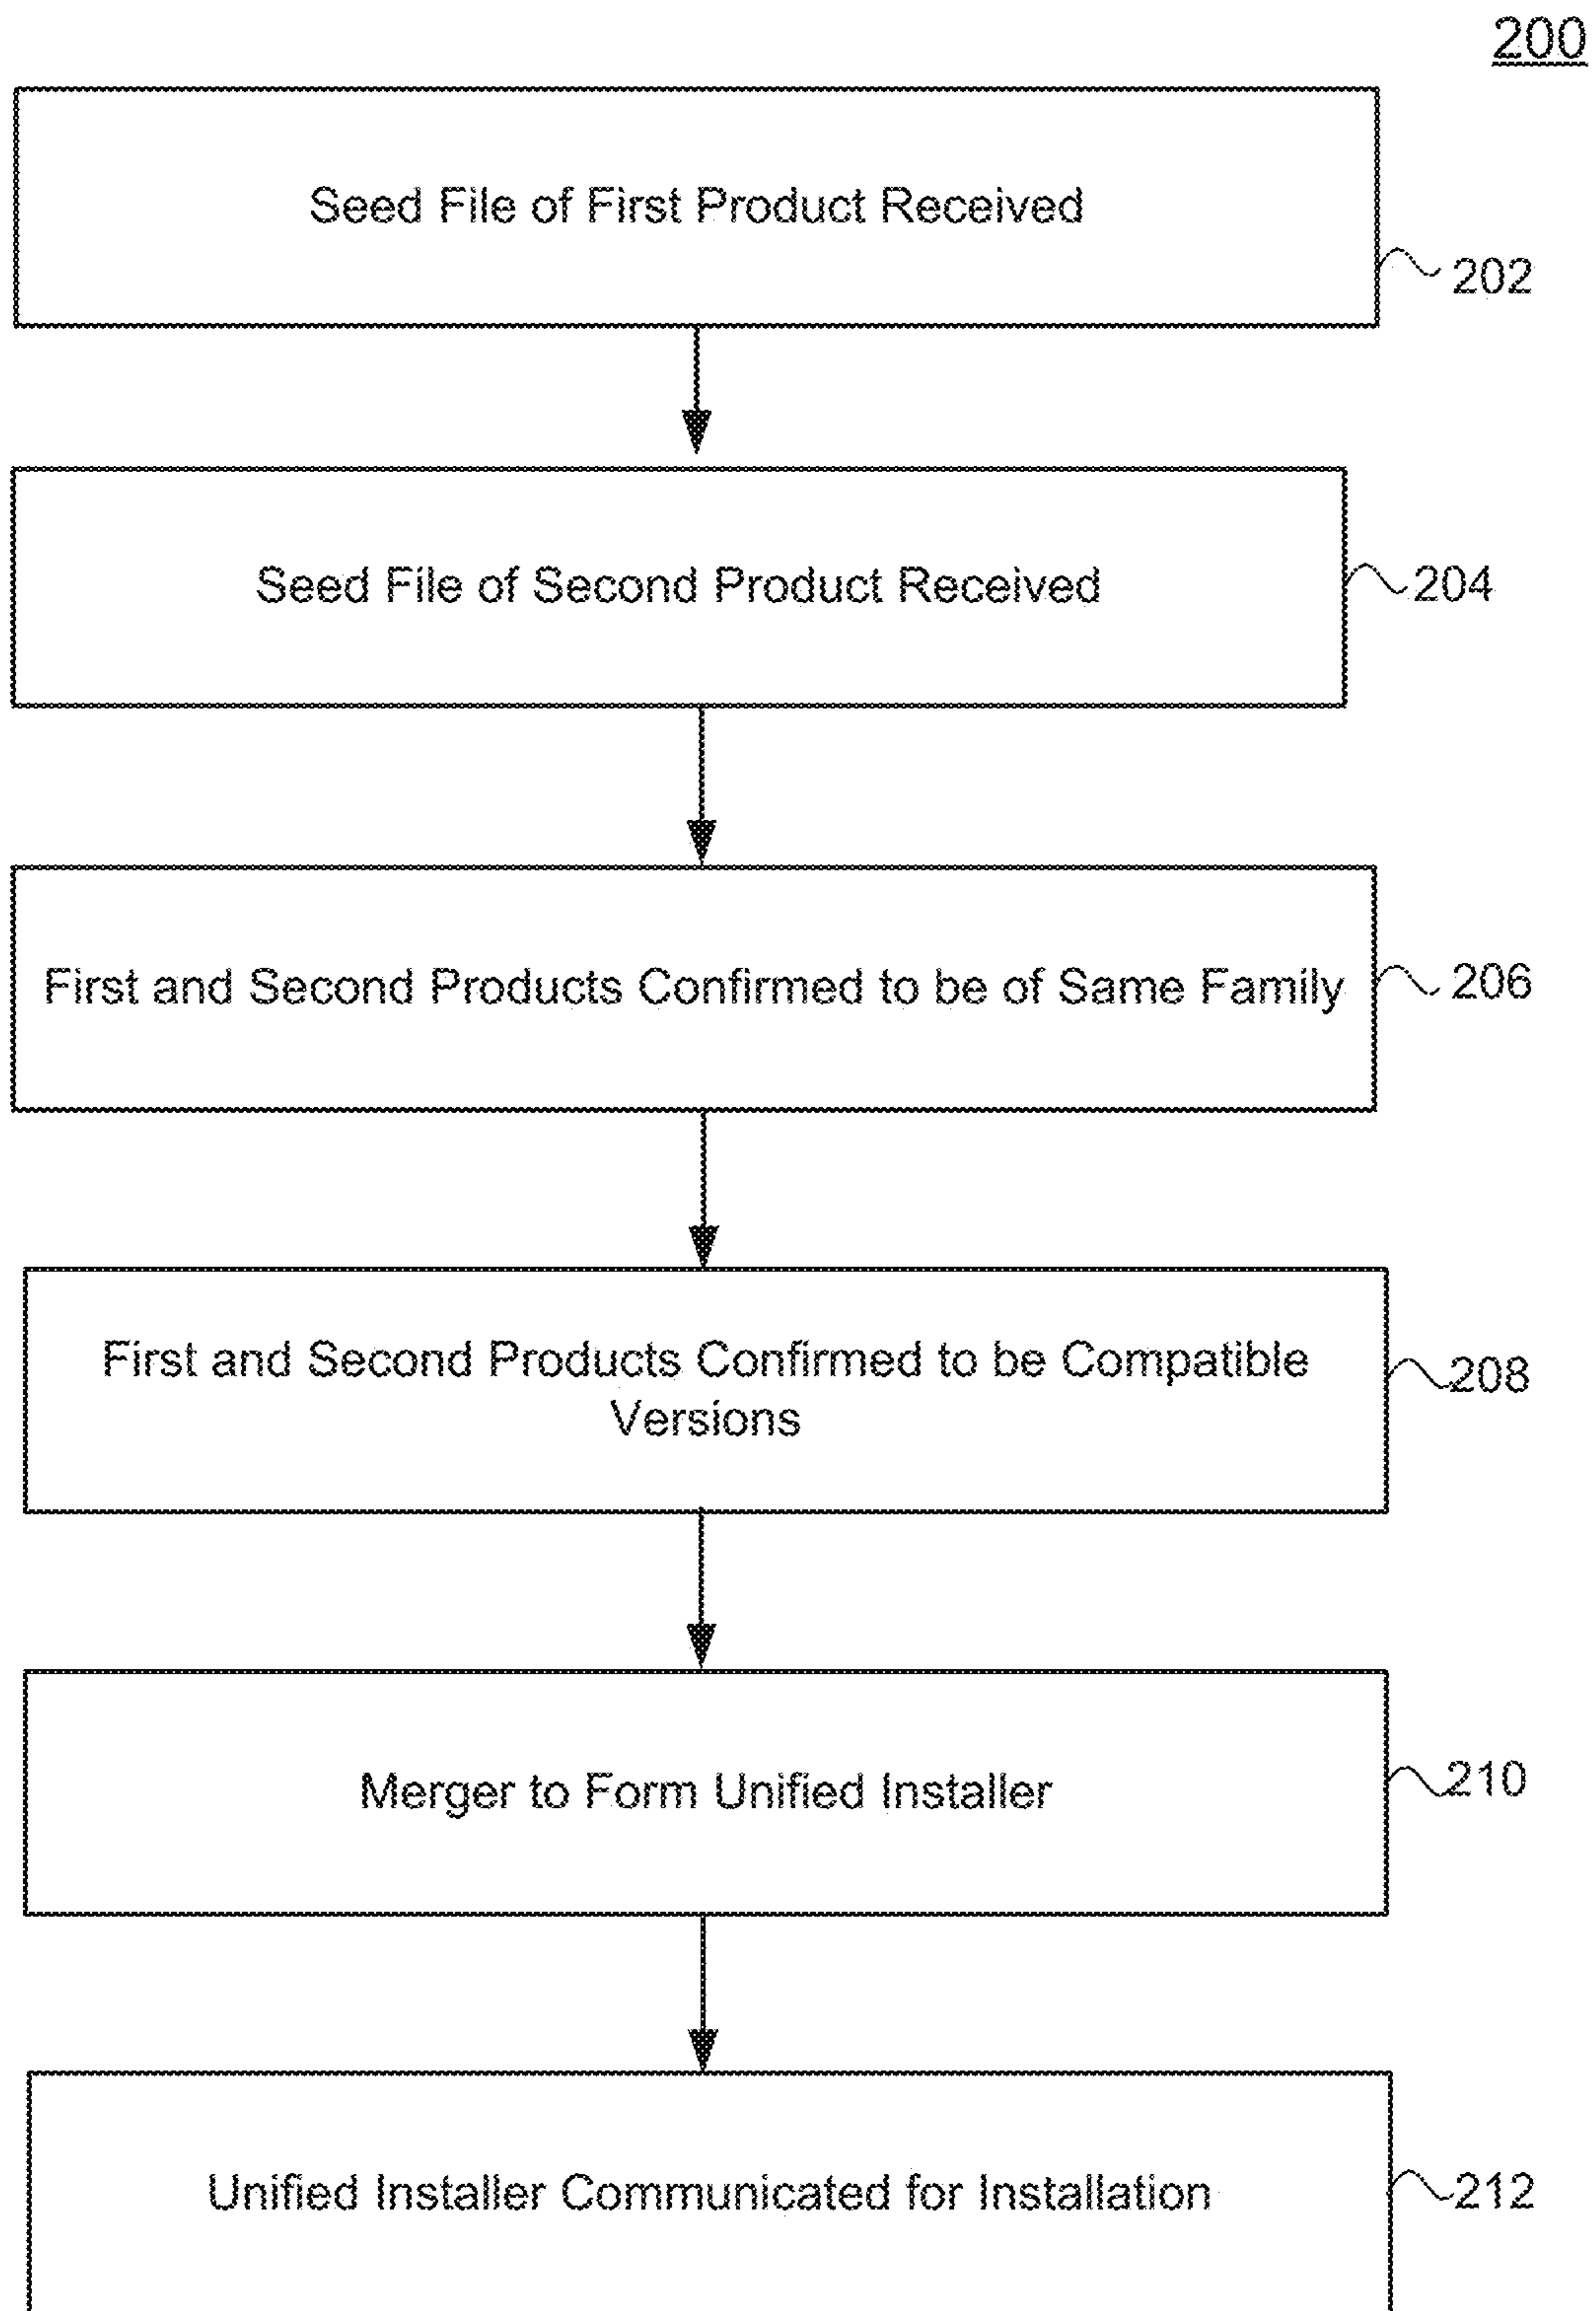 200
Seed File of First Product Received
202
Seed File of Second Product Received
204
First and Second Products Confirmed to be of Same Family
206
First and Second Products Confirmed to be Compatible
Versions
208
Merger to Form Unified Installer
210
Unified Installer Communicated for Installation
212